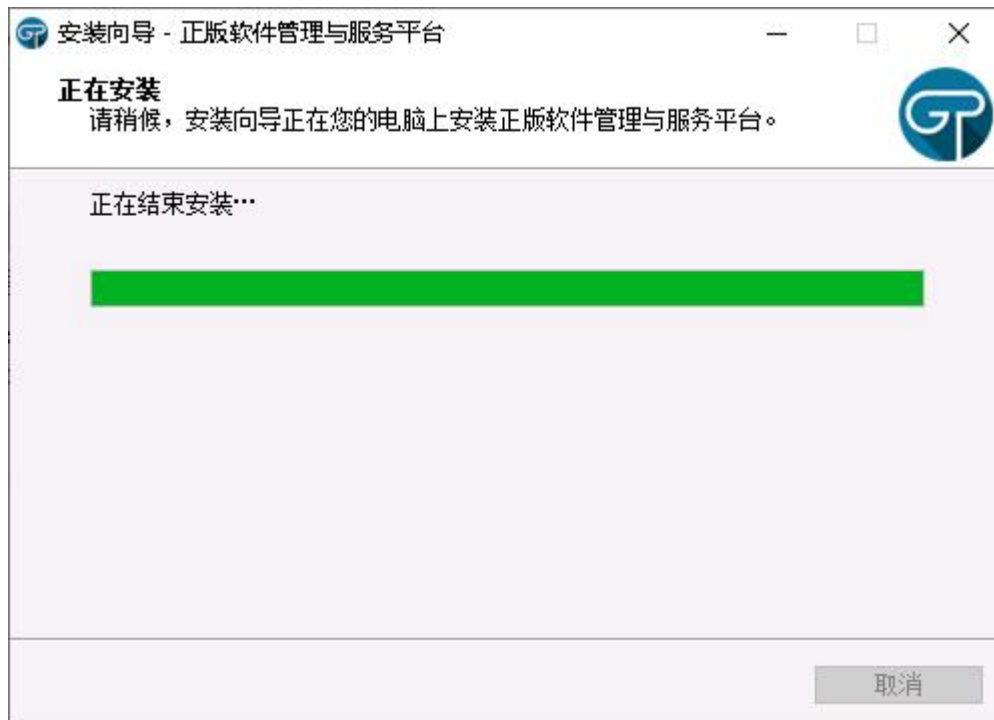 安装向导 - 正版软件管理与服务平台
正在安装
请稍候，安装向导正在您的电脑上安装正版软件管理与服务平台。
正在结束安装…
取消